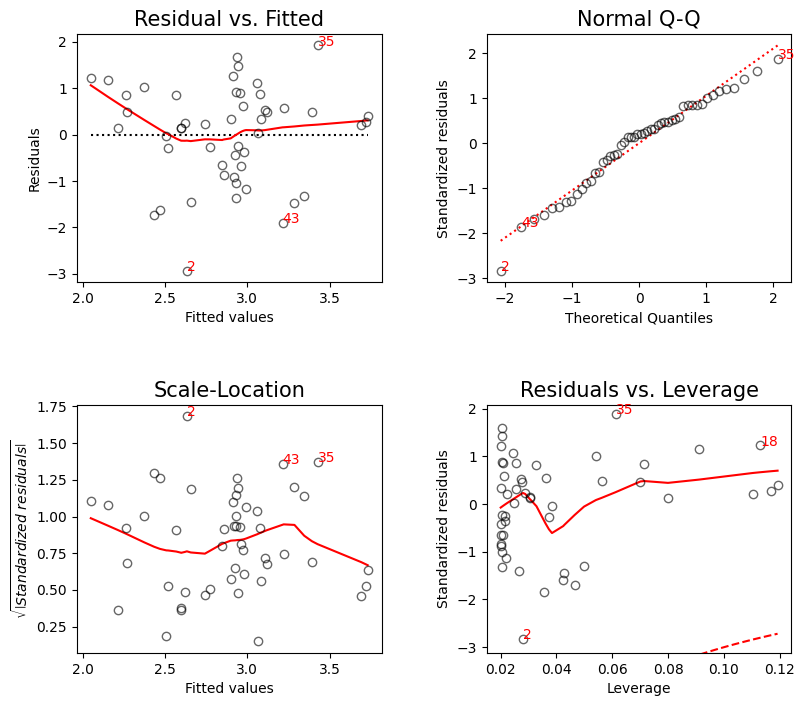 Residual vs. Fitted
2
1
0
−1
−2
−3
Residuals
35
43
2
2.0 2.5 3.0 3.5
Fitted values
Normal Q-Q
2
1
0
−1
−2
−3
Standardized residuals
35
43
2
−2 −1 0 1 2
Theoretical Quantiles
Scale-Location
1.75
1.50
1.25
1.00
0.75
0.50
0.25
√|Standardized residuals|
2
43 35
2.0 2.5 3.0 3.5
Fitted values
Residuals vs. Leverage
2
1
0
−1
−2
−3
Standardized residuals
35
18
2
0.02 0.04 0.06 0.08 0.10 0.12
Leverage